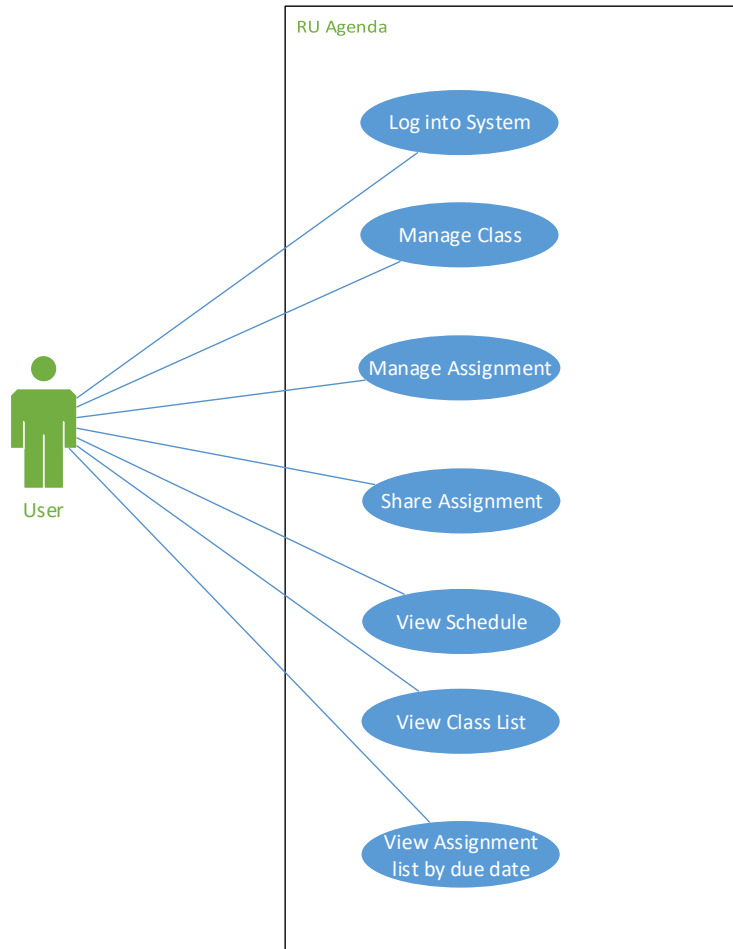 RU Agenda
Log into System
Manage Class
Manage Assignment
Share Assignment
User
View Schedule
View Class List
View Assignment
list by due date